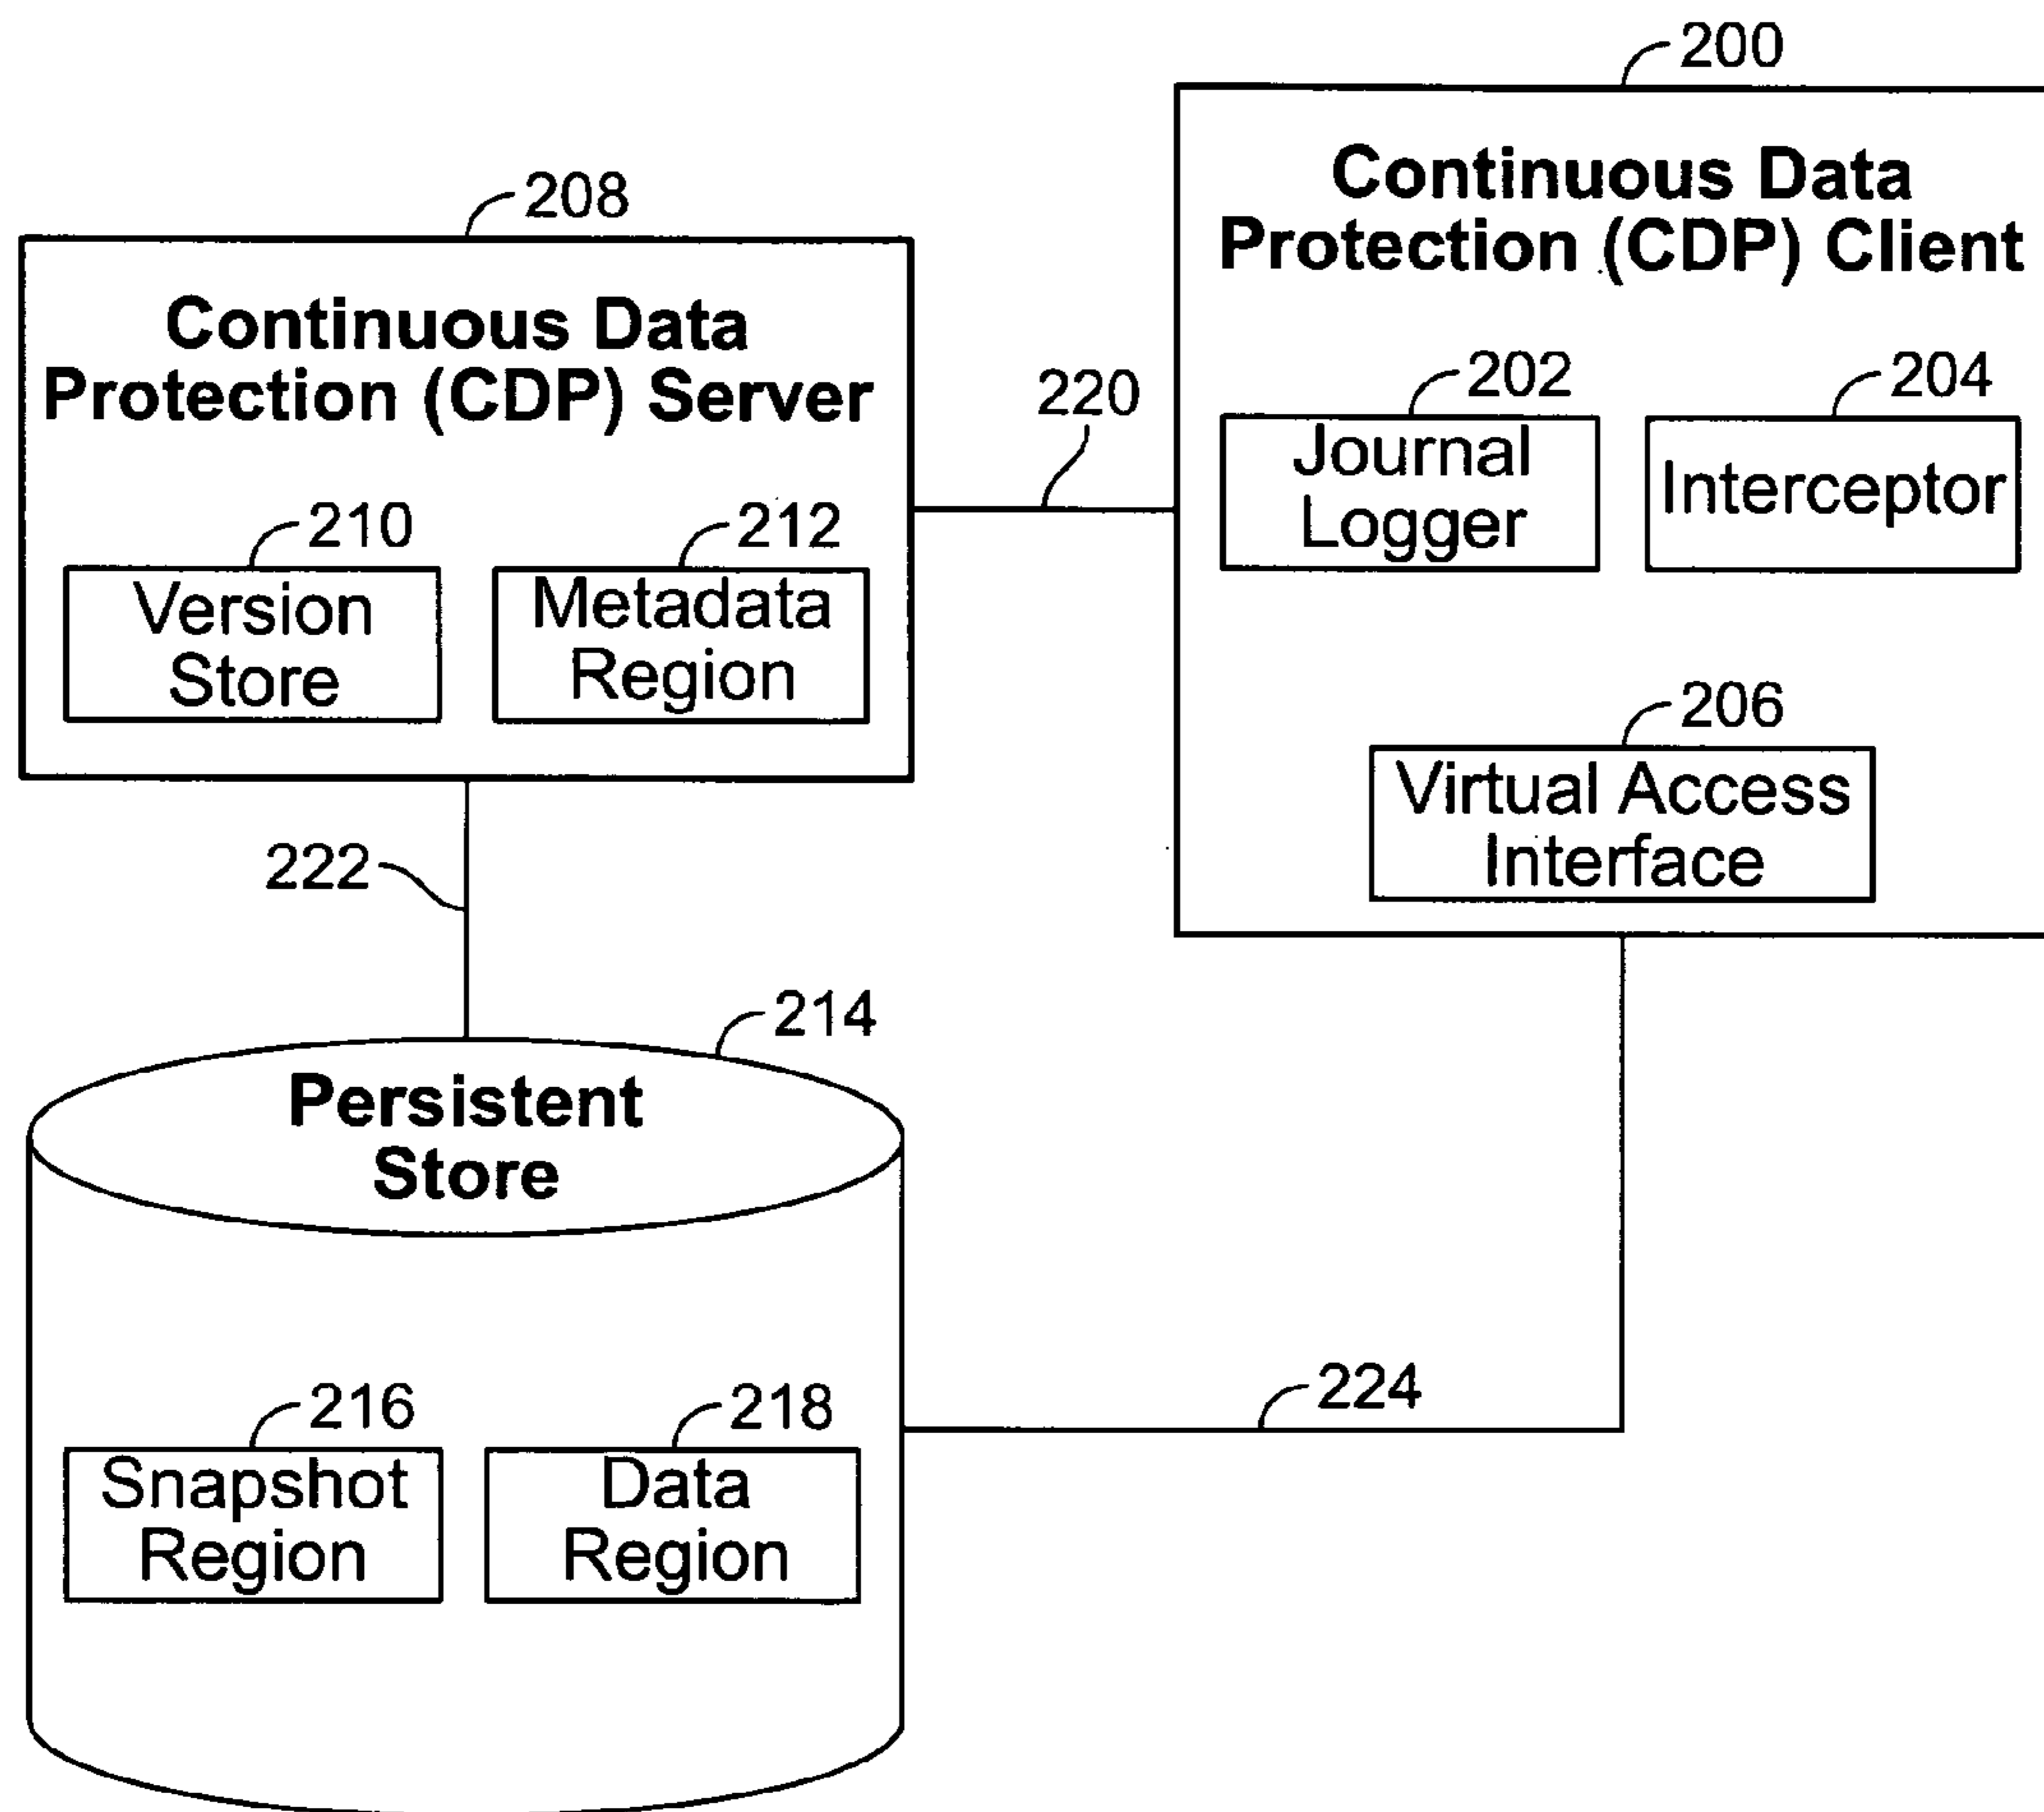 200
Continuous Data
Protection (CDP) Client
208
Continuous Data
Protection (CDP) Server
220
202
Journal
Logger
204
Interceptor
210
Version
Store
212
Metadata
Region
206
Virtual Access
Interface
222
214
Persistent
Store
224
216
Snapshot
Region
218
Data
Region